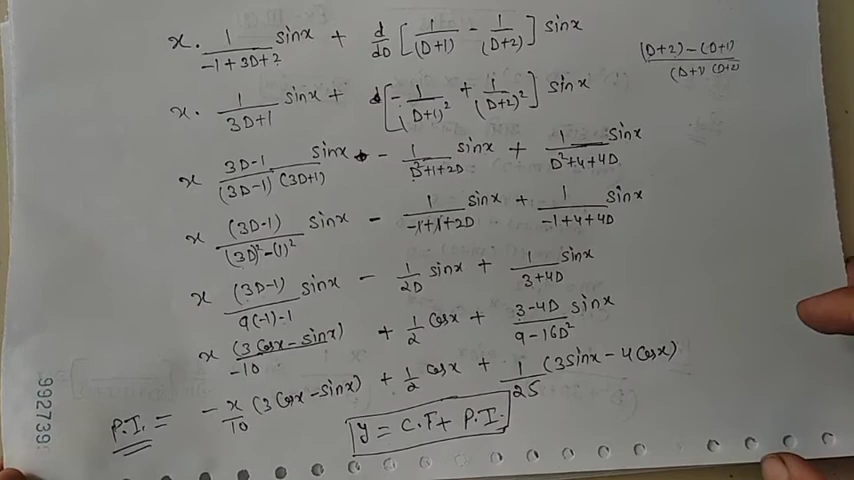 x. 1/(-1+3D+2) sinx + d/dD [1/(D+1) - 1/(D+2)] sinx
((D+2)-(D+1))/((D+1)(D+2)
x. 1/(3D+1) sinx + d[-1/(D+1)² + 1/(D+2)²] sinx
x (3D-1)/((3D-1)(3D+1)) sinx - 1/(D²+1+2D) sinx + 1/(D²+4+4D) sinx
x (3D-1)/((3D)²-(1)²) sinx - 1/(-1+1+2D) sinx + 1/(-1+4+4D) sinx
x (3D-1)/(9(-1)-1) sinx - 1/2D sinx + 1/(3+4D) sinx
x (3cosx-sinx)/-10 + 1/2 cosx + (3-4D)/(9-16D²) sinx
P.I. = -x/10 (3cosx-sinx) + 1/2 cosx + 1/25 (3sinx-4cosx)
y = C.F + P.I.
992739